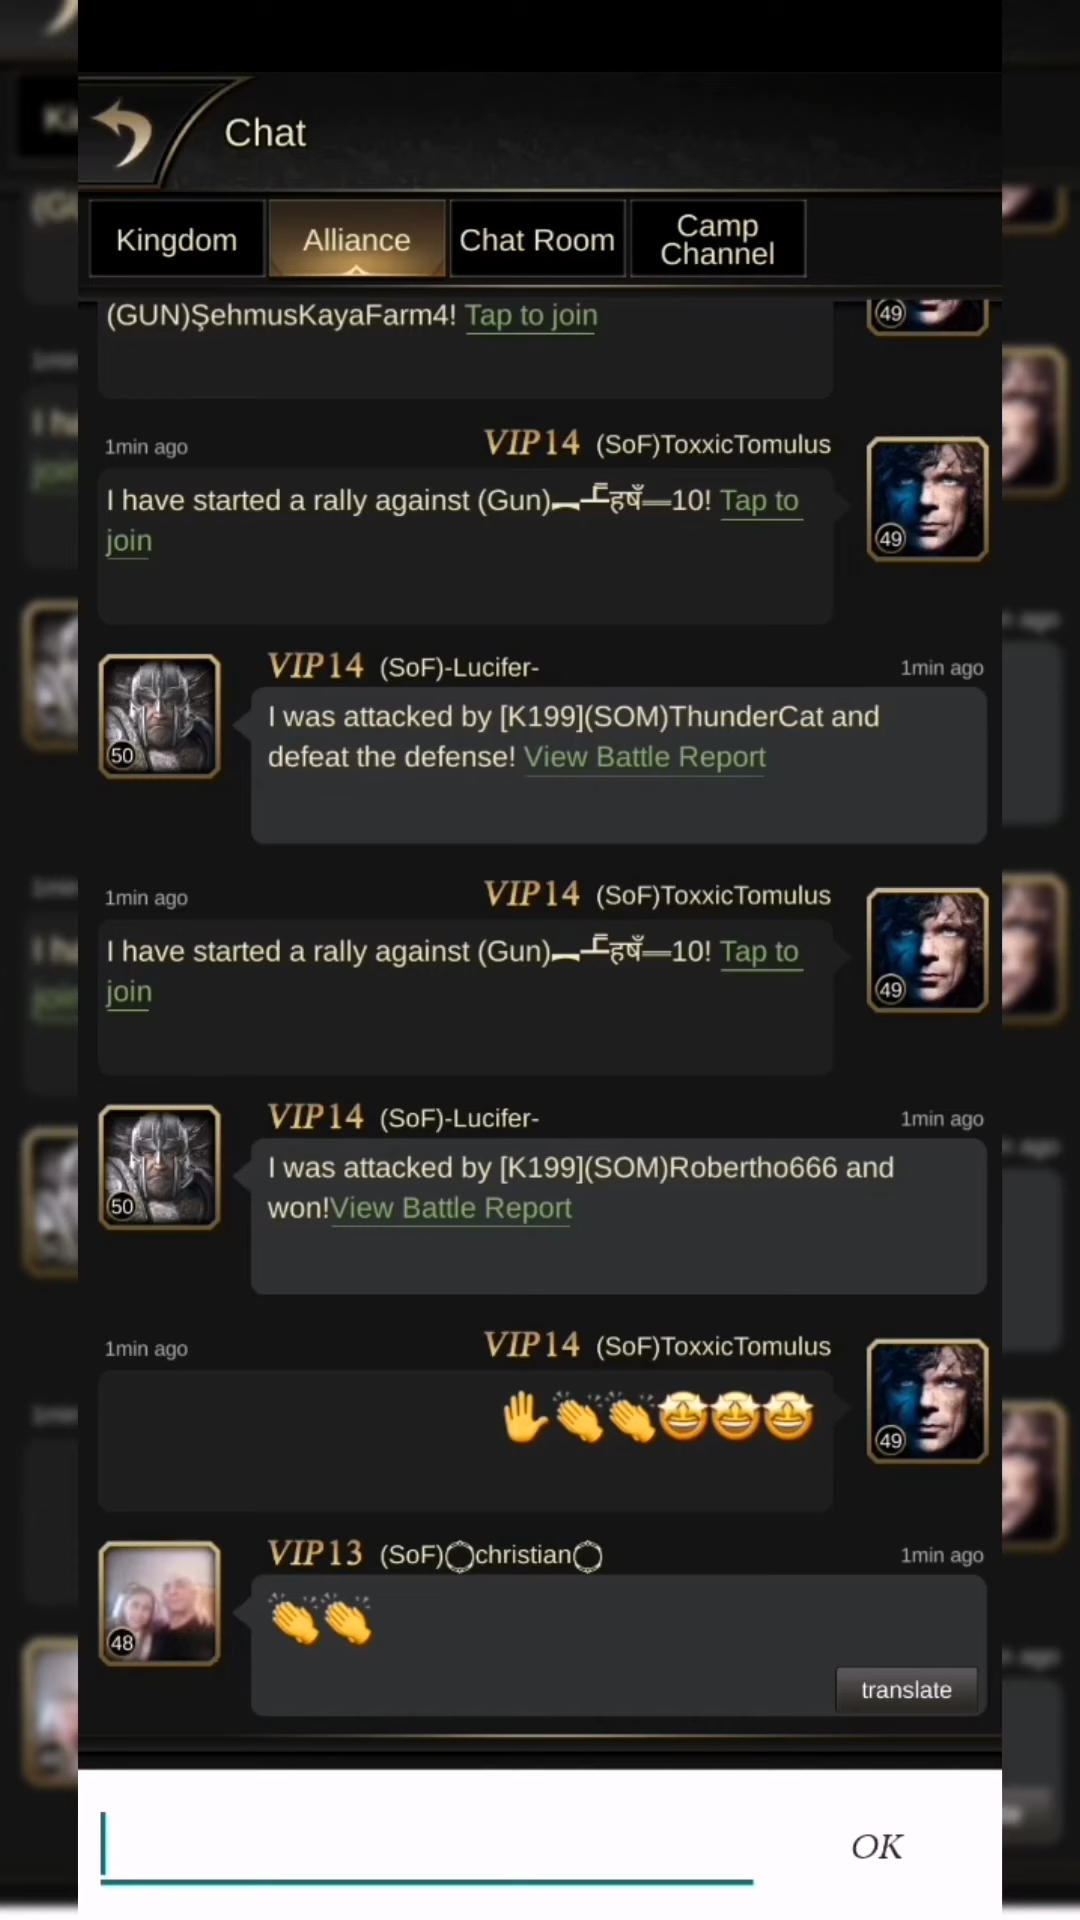 Chat
Kingdom
Alliance
Chat Room
Camp
Channel
(GUN)ŞehmusKayaFarm4! Tap to join
49
1min ago
VIP14 (SoF)ToxxicTomulus
I have started a rally against (Gun)
10! Tap to
join
49
VIP14 (SoF)-Lucifer-
1min ago
I was attacked by [K199](SOM)ThunderCat and
defeat the defense! View Battle Report
50
1min ago
VIP14 (SoF)ToxxicTomulus
I have started a rally against (Gun)
10! Tap to
join
49
VIP14 (SoF)-Lucifer-
1min ago
I was attacked by [K199](SOM)Robertho666 and
won!View Battle Report
50
1min ago
VIP14 (SoF)ToxxicTomulus
✋👏👏🤩🤩🤩
49
VIP13 (SoF)◯christian◯
1min ago
👏👏
48
translate
OK